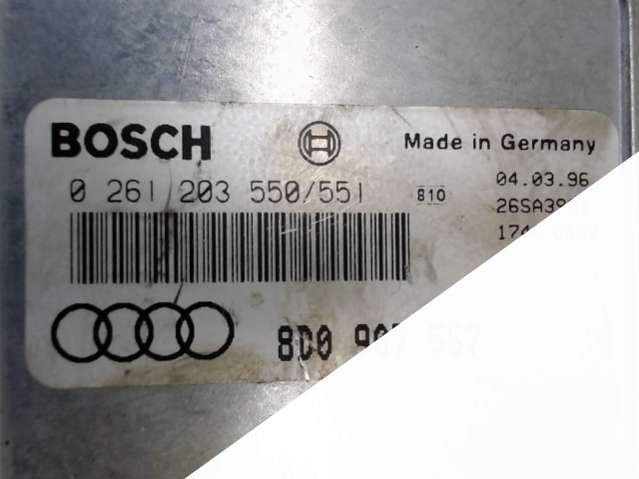 BOSCH
Made in Germany
0 261 203 550/551
810
04.03.96
8D0